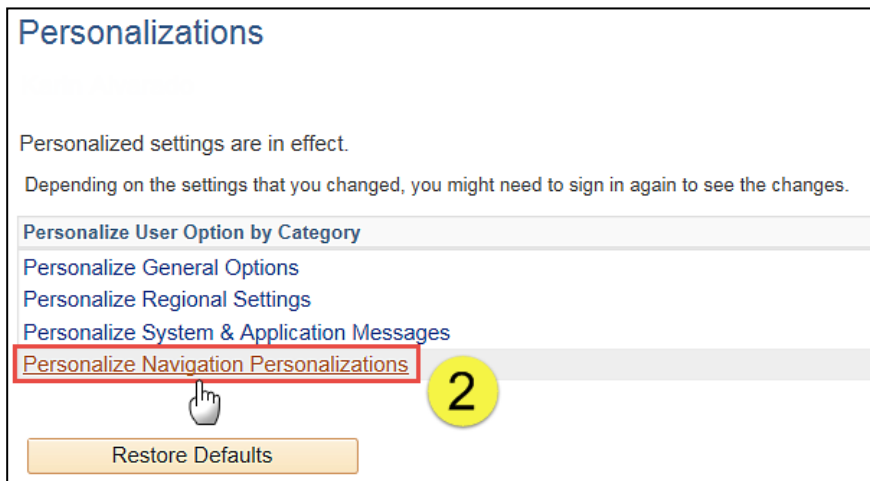 Personalizations
Personalized settings are in effect.
Depending on the settings that you changed, you might need to sign in again to see the changes.
Personalize User Option by Category
Personalize General Options
Personalize Regional Settings
Personalize System & Application Messages
Personalize Navigation Personalizations
2
Restore Defaults